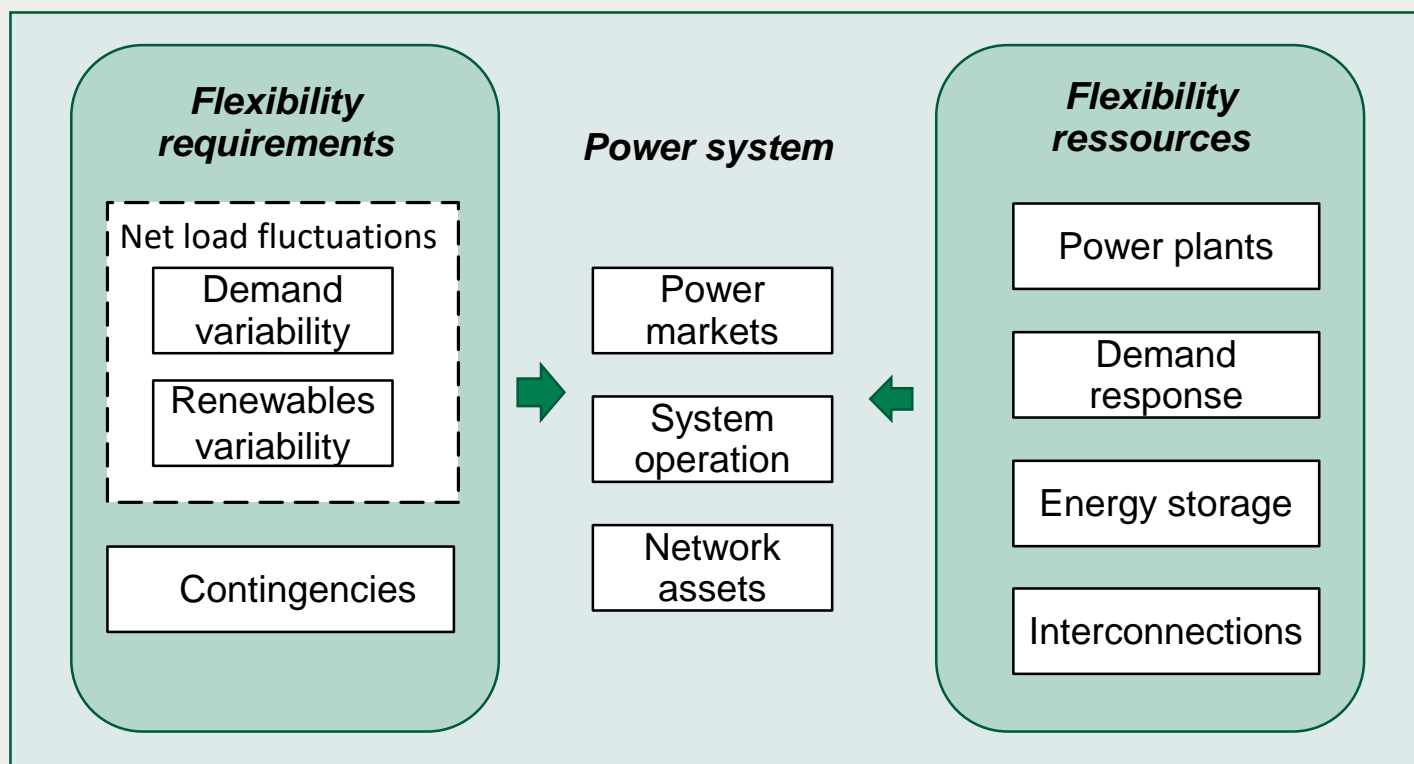 Flexibility
requirements
Net load fluctuations
Demand
variability
Renewables
variability
Contingencies
Power system
Power
markets
System
operation
Network
assets
Flexibility
ressources
Power plants
Demand
response
Energy storage
Interconnections